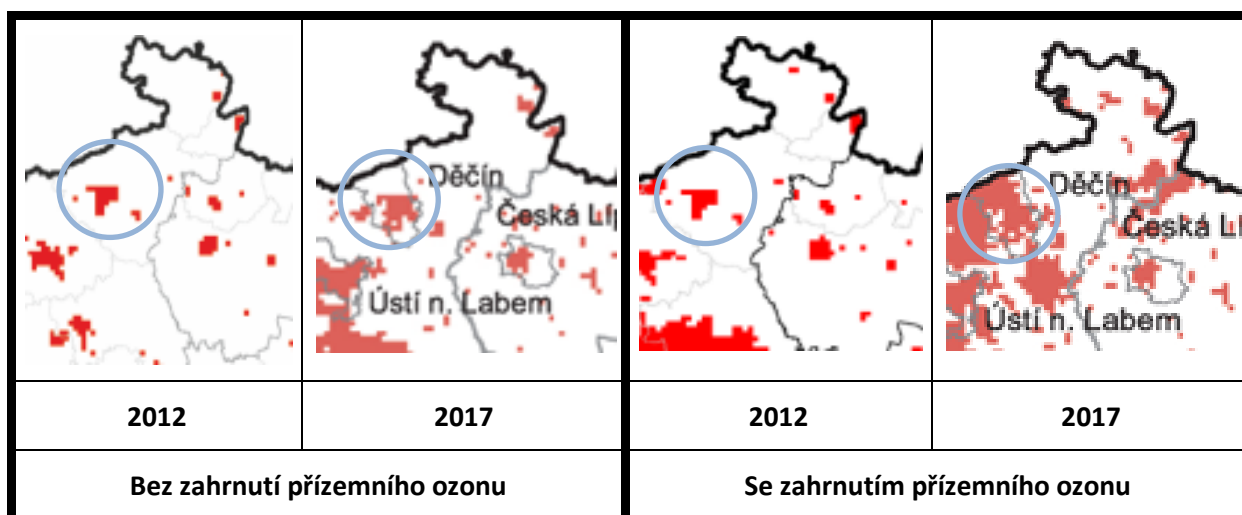 Děčín
Česká Líp
Ústí n. Labem
Děčín
Česká Lí
Ústí n. Labem
2012
2017
2012
2017
Bez zahrnutí přízemního ozonu
Se zahrnutím přízemního ozonu